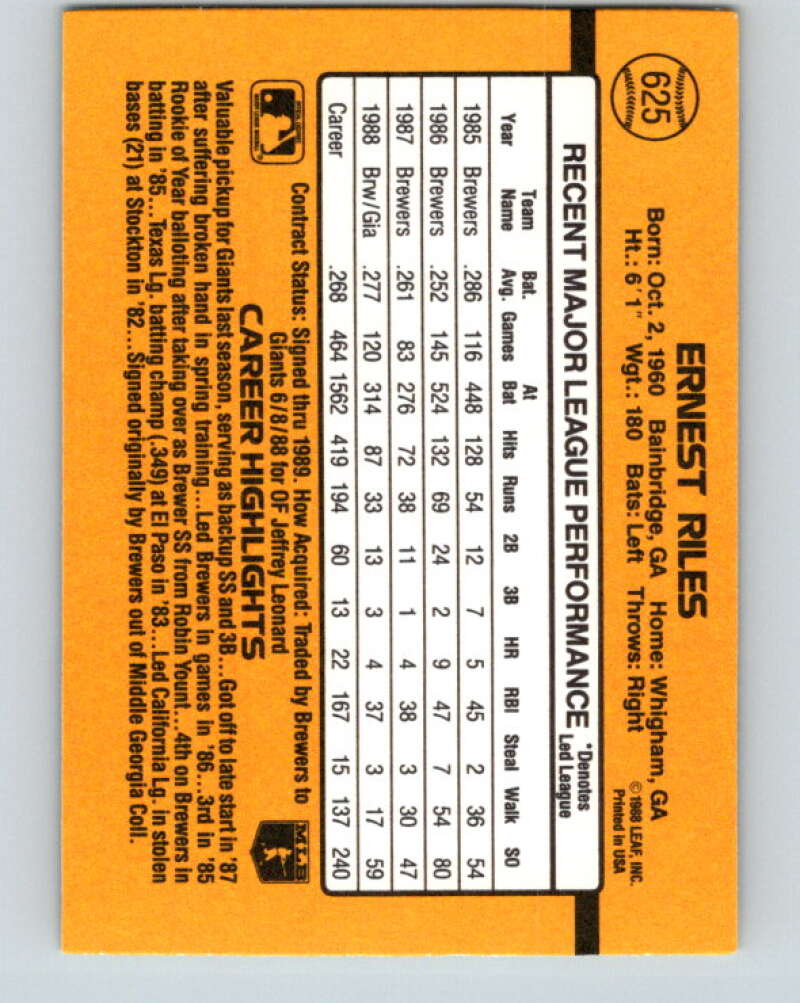 625
ERNEST RILES
Born: Oct. 2, 1960 Bainbridge, GA Home: Whigham, GA
Ht.: 6'1" Wgt.: 180 Bats: Left Throws: Right
© 1988 LEAF, INC.
Printed in USA
RECENT MAJOR LEAGUE PERFORMANCE *Denotes Led League
Year Team Name Bat. Avg. Games At Bat Hits Runs 2B 3B HR RBI Steal Walk SO
1985 Brewers .286 116 448 128 54 12 7 5 45 2 36 54
1986 Brewers .252 145 524 132 69 24 2 9 47 7 54 80
1987 Brewers .261 83 276 72 38 11 1 4 38 3 30 47
1988 Brw/Gia .277 120 314 87 33 13 3 4 37 3 17 59
Career .268 464 1562 419 194 60 13 22 167 15 137 240
Contract Status: Signed thru 1989. How Acquired: Traded by Brewers to
Giants 6/8/88 for OF Jeffrey Leonard
MLB
CAREER HIGHLIGHTS
Valuable pickup for Giants last season, serving as backup SS and 3B...Got off to late start in '87
after suffering broken hand in spring training...Led Brewers in games in '86...3rd in '85
Rookie of Year balloting after taking over as Brewer SS from Robin Yount...4th on Brewers in
batting in '85...Texas Lg. batting champ (.349) at El Paso in '83...Led California Lg. in stolen
bases (21) at Stockton in '82...Signed originally by Brewers out of Middle Georgia Coll.